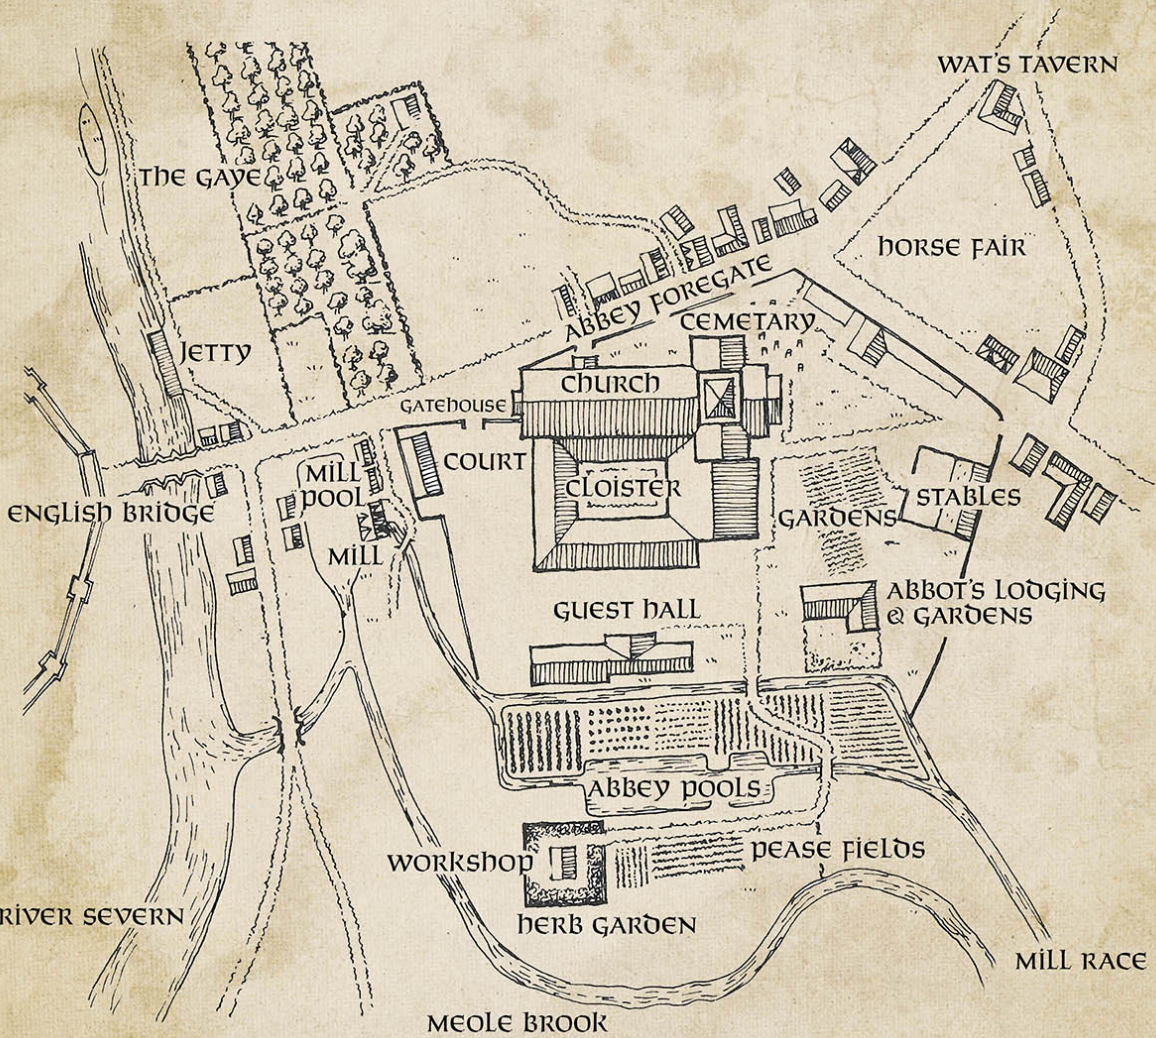 WAT'S TAVERN
THE GAYE
HORSE FAIR
ABBEY FOREGATE
CEMETARY
JETTY
CHURCH
GATEHOUSE
COURT
MILL
POOL
CLOISTER
STABLES
ENGLISH BRIDGE
GARDENS
MILL
ABBOT'S LODGING
& GARDENS
GUEST HALL
ABBEY POOLS
WORKSHOP
PEASE FIELDS
RIVER SEVERN
HERB GARDEN
MILL RACE
MEOLE BROOK